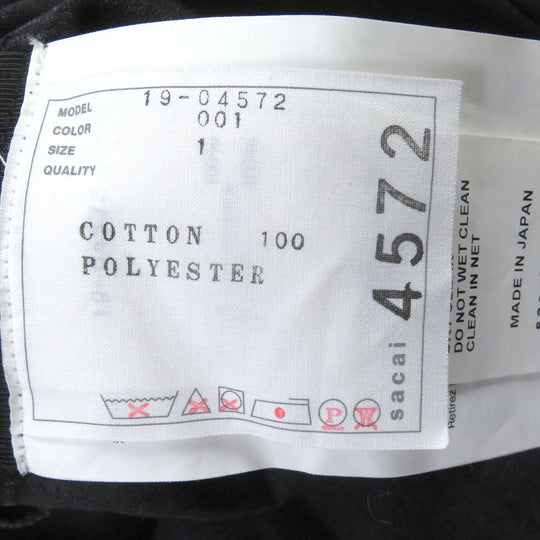 MODEL 19-04572
COLOR 001
SIZE 1
QUALITY
COTTON 100
POLYESTER
P
W
sacai 4572
DO NOT WET CLEAN
CLEAN IN NET
MADE IN JAPAN
Retirez